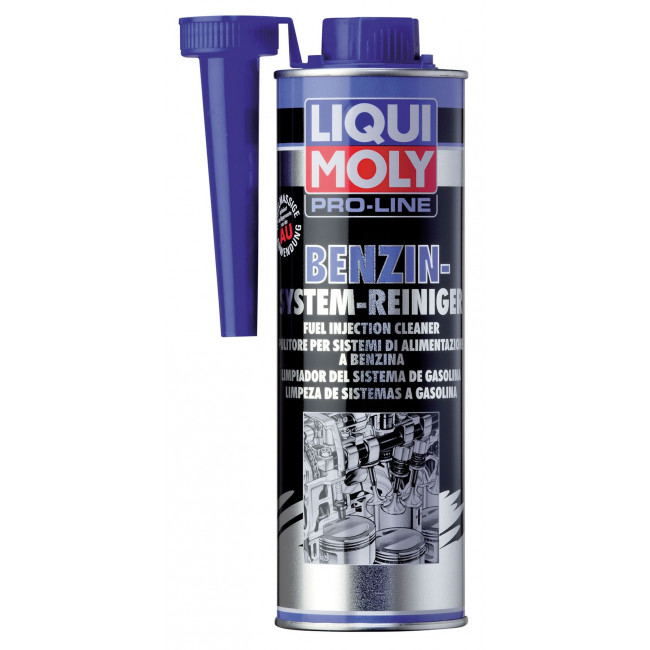 LIQUI
MOLY
PRO-LINE
AU
BENZIN-
SYSTEM-REINIGER
FUEL INJECTION CLEANER
PULITORE PER SISTEMI DI ALIMENTAZIONE
A BENZINA
LIMPIADOR DEL SISTEMA DE GASOLINA
LIMPEZA DE SISTEMAS A GASOLINA